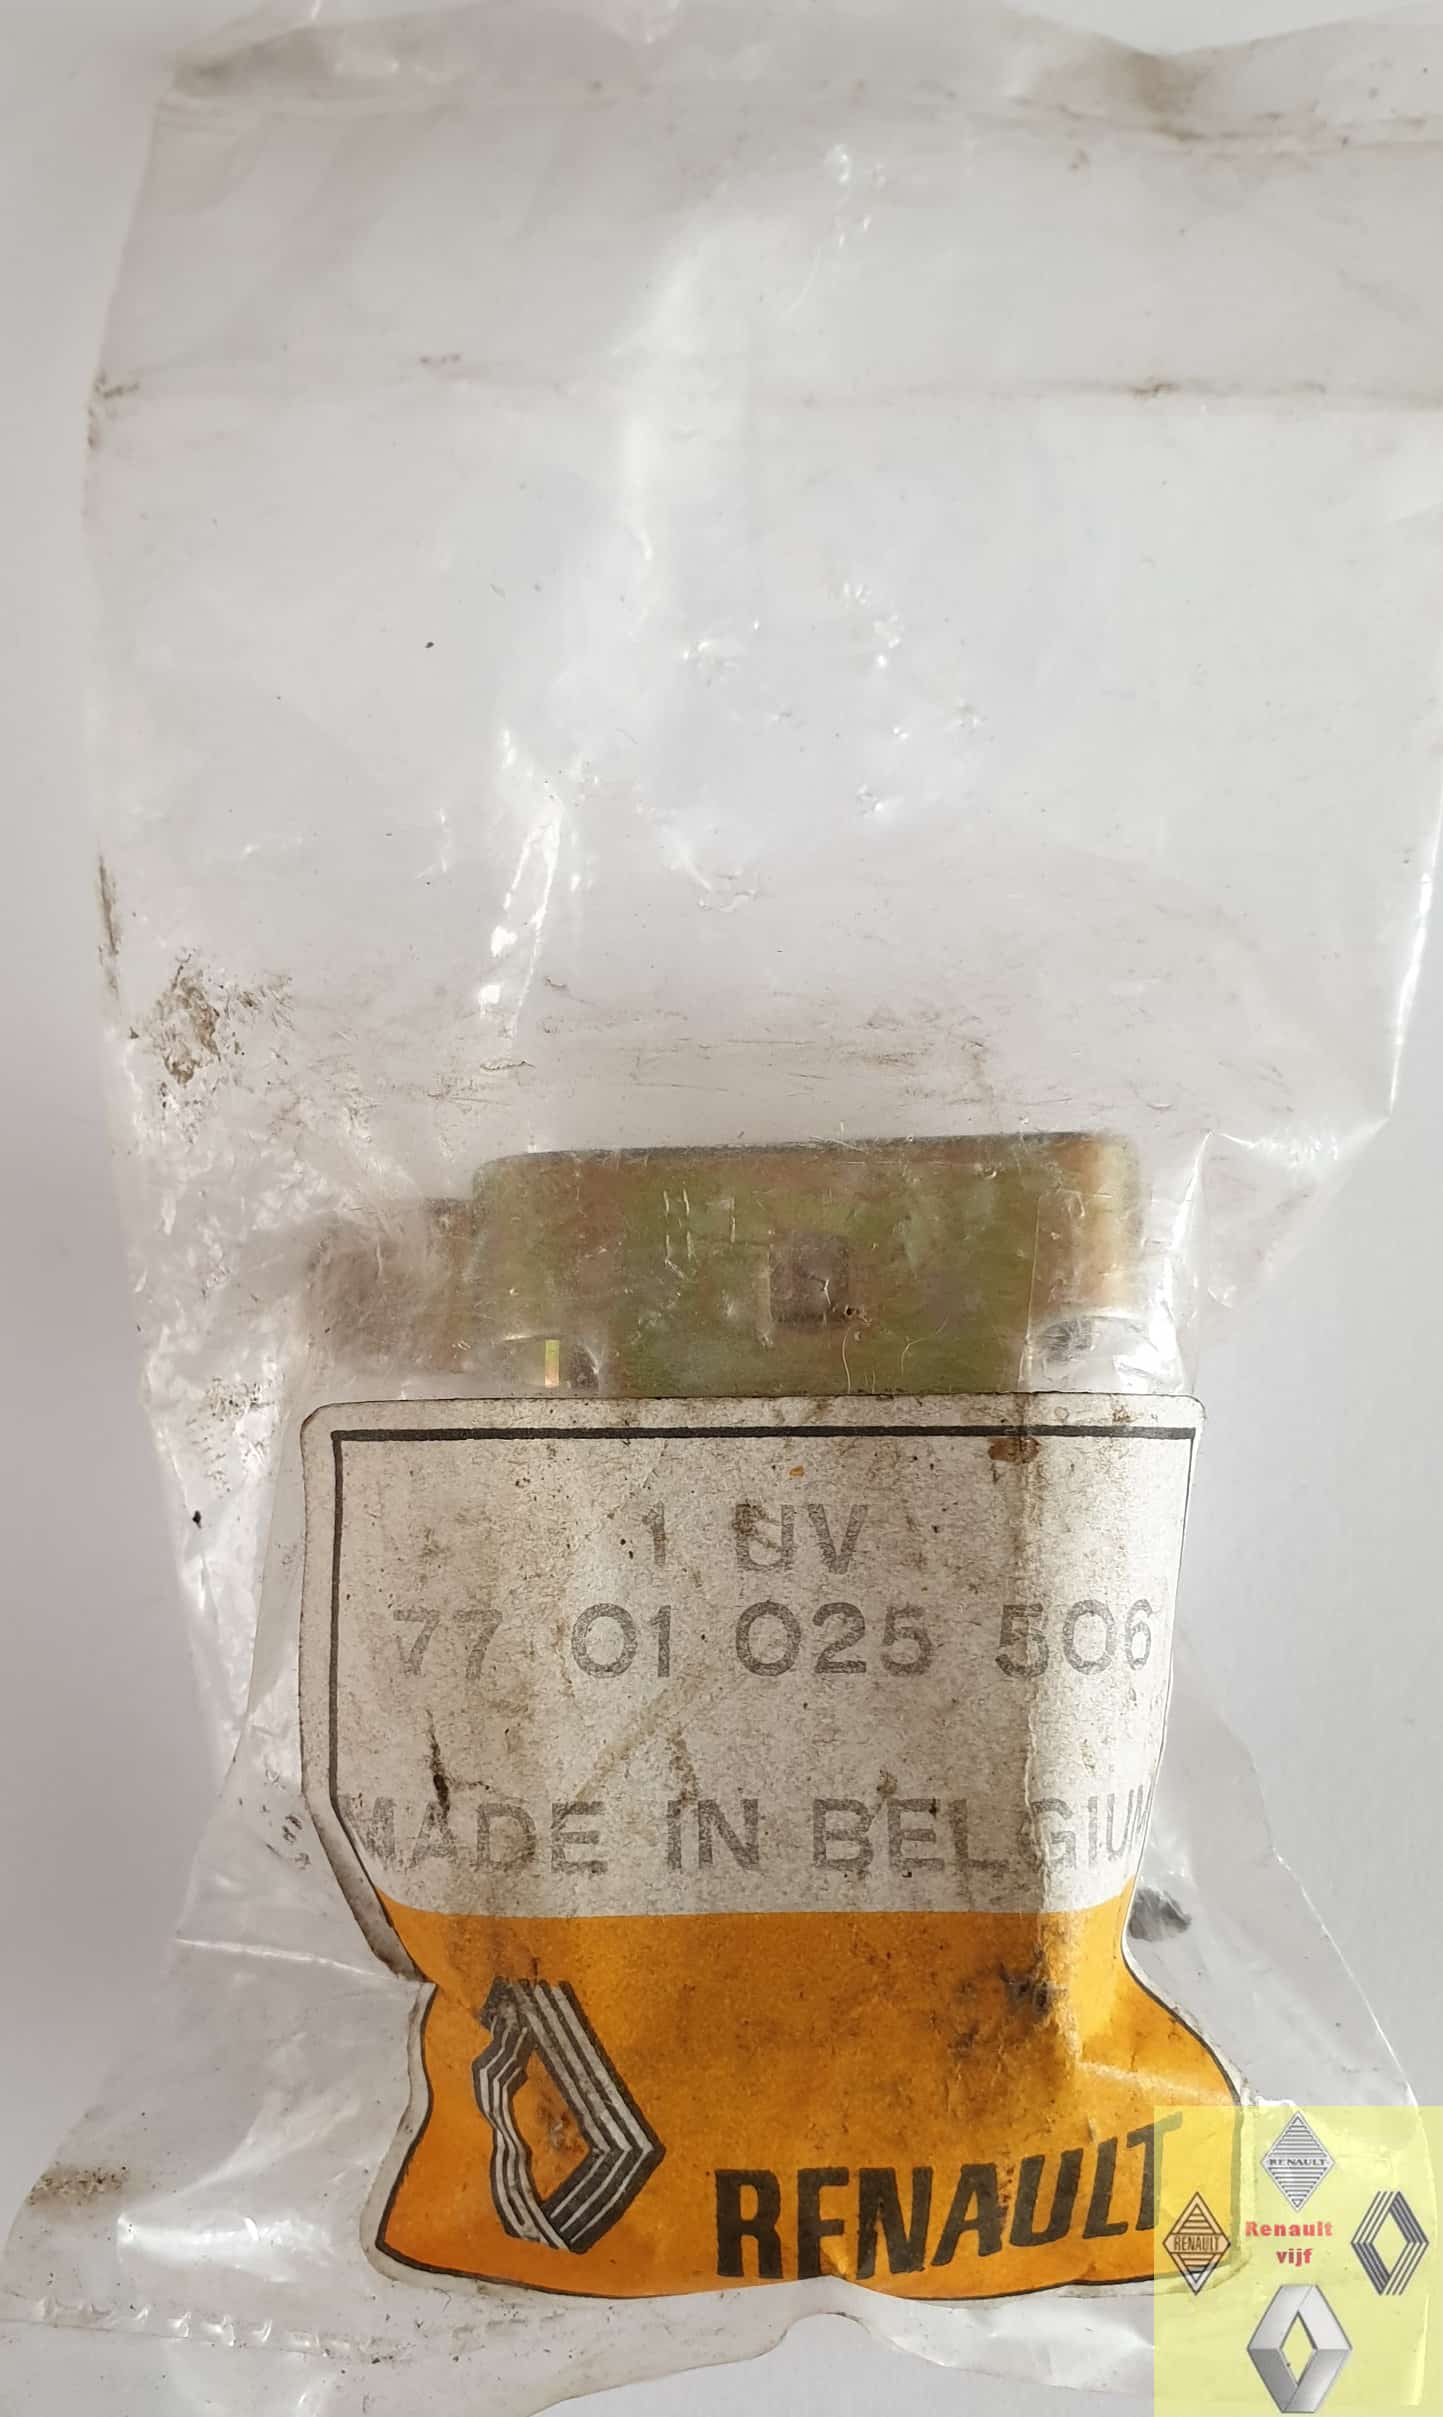 1 UV
77 01 025 506
MADE IN BELGIUM
RENAULT
RENAULT
RENAULT
Renault
vijf